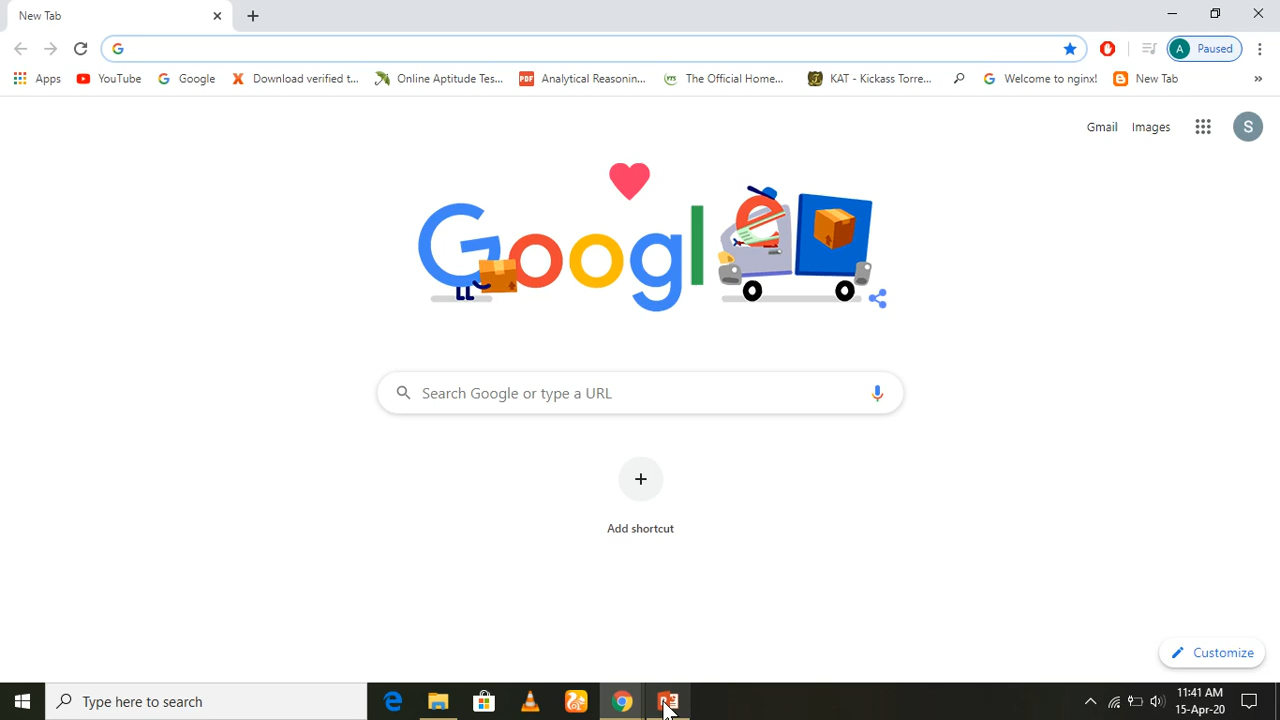 New Tab
A Paused
Apps YouTube Google Download verified t... Online Aptitude Tes... PDF Analytical Reasonin... The Official Home... KAT - Kickass Torre... Welcome to nginx! New Tab »
Gmail Images S
Google
Search Google or type a URL
Add shortcut
Customize
Type here to search
11:41 AM
15-Apr-20